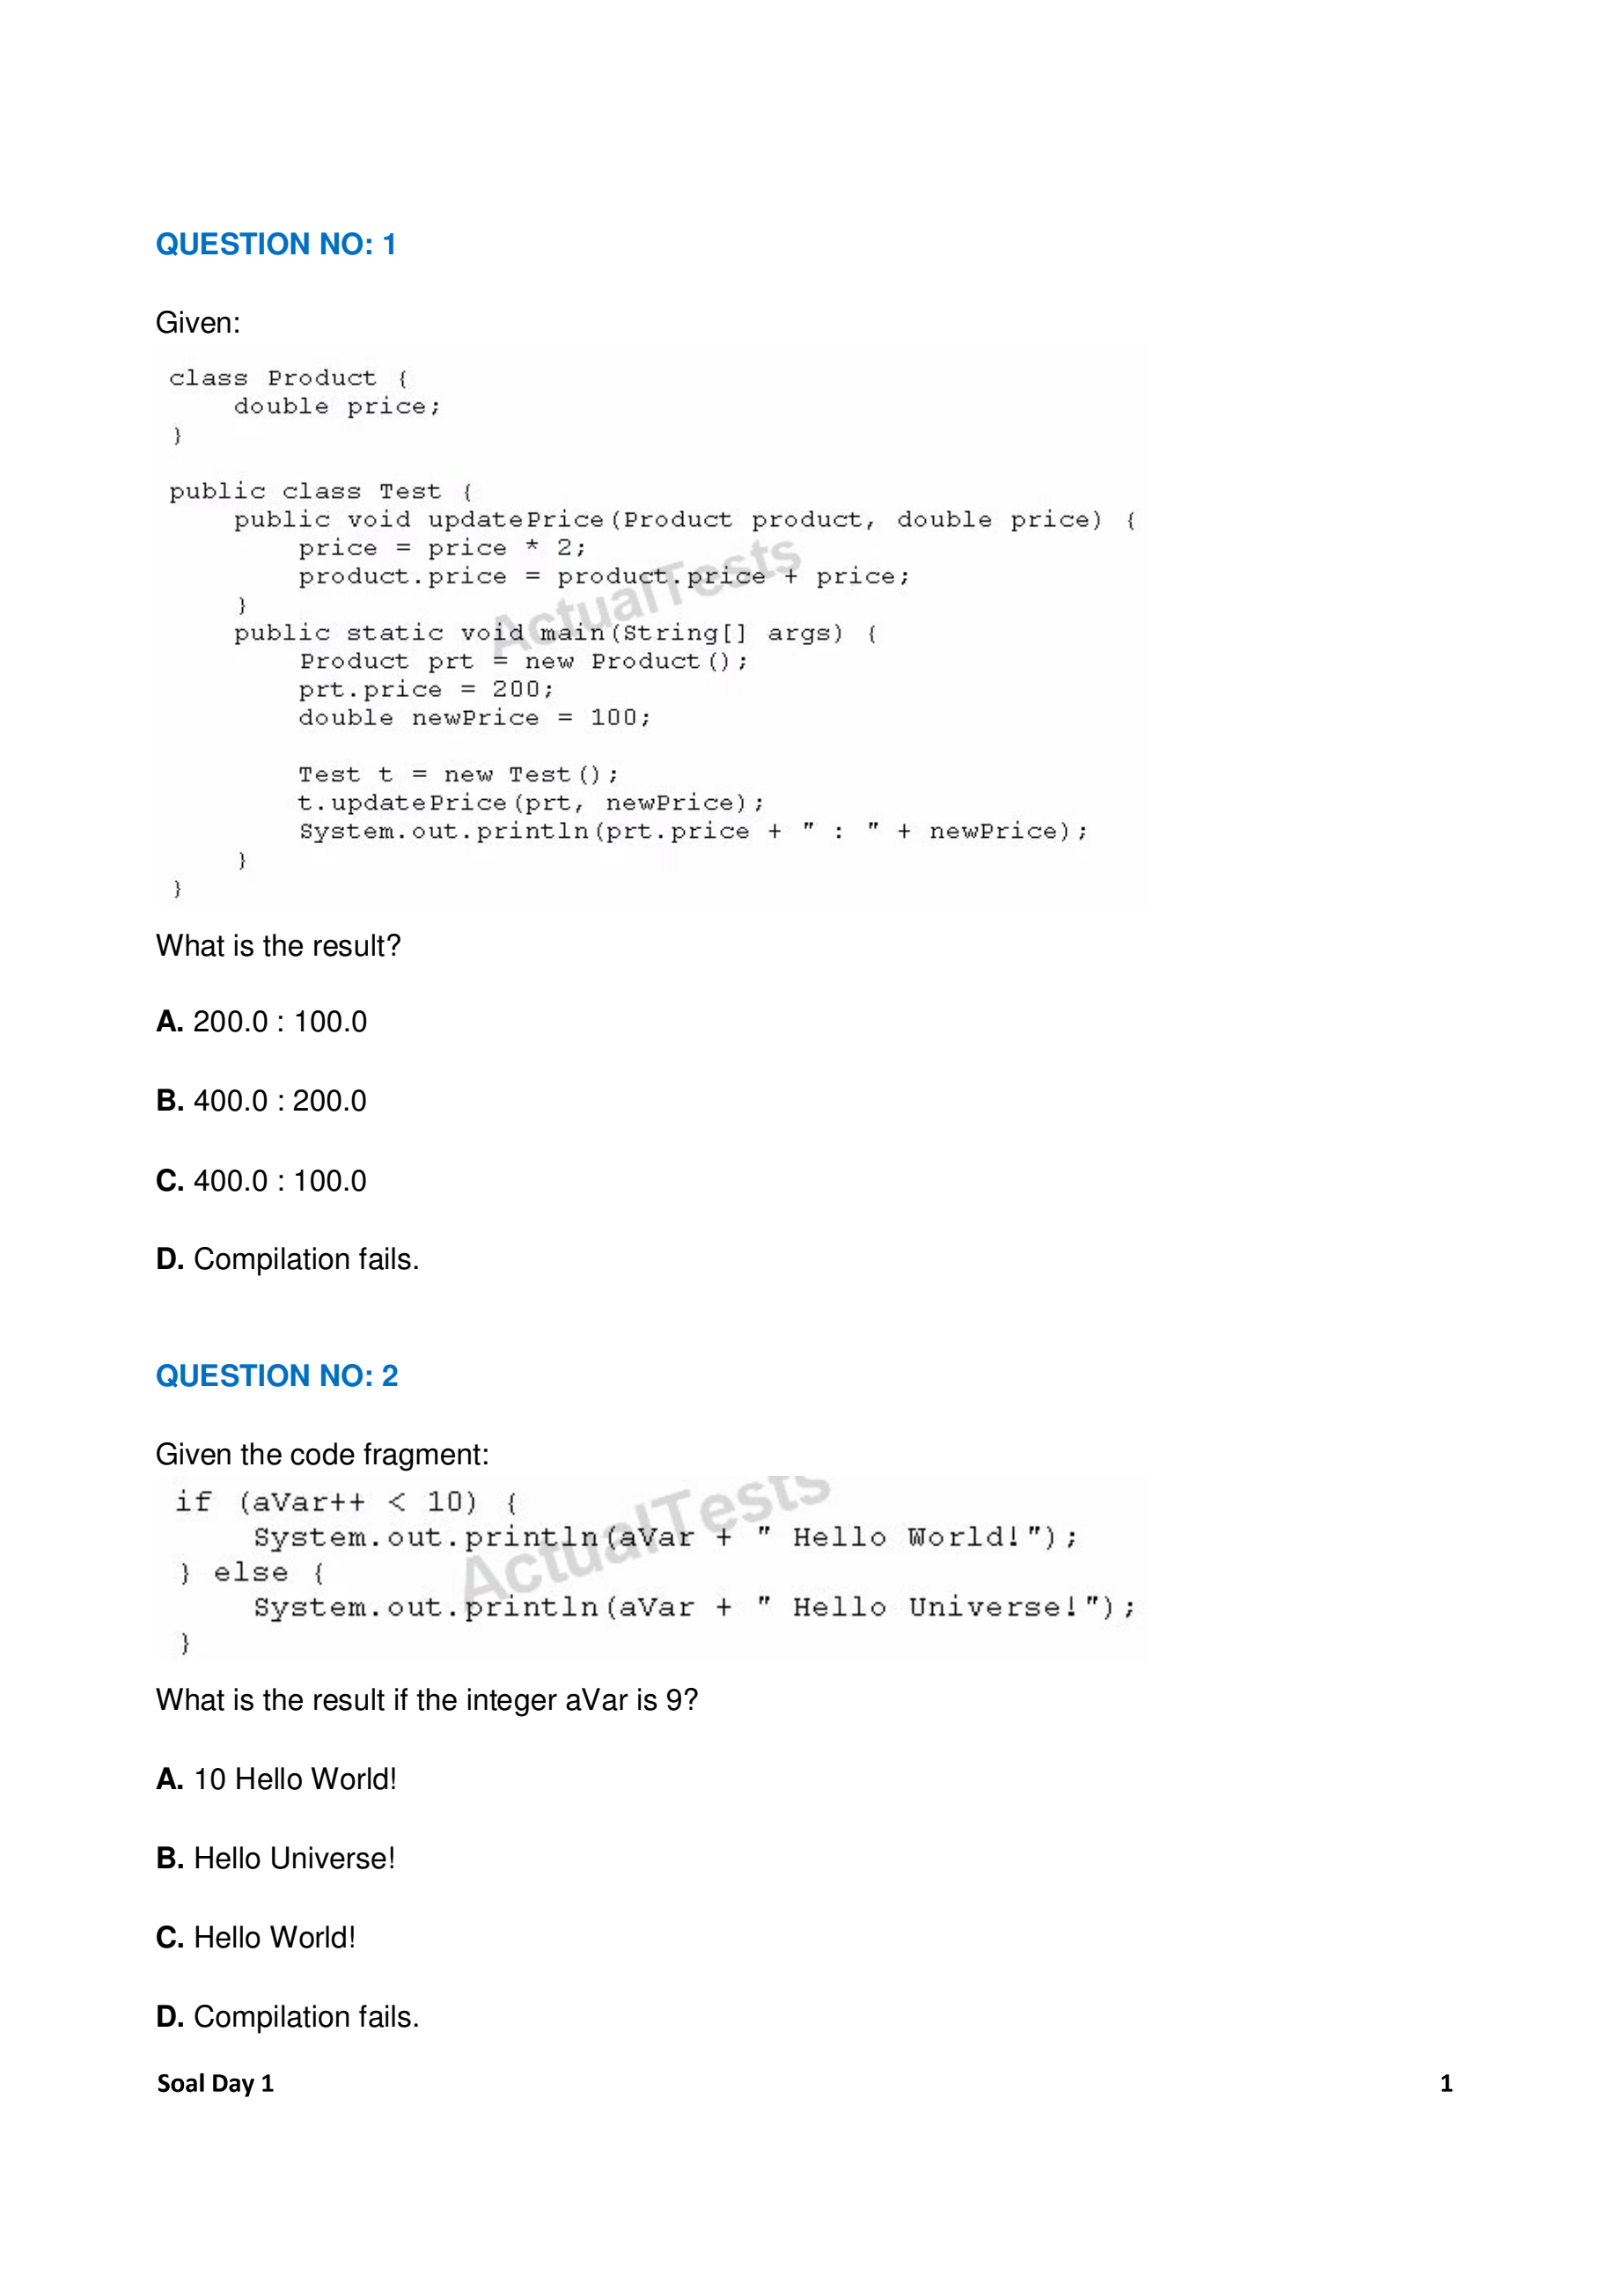 QUESTION NO: 1
Given:
class Product {
    double price;
}
public class Test {
    public void updatePrice(Product product, double price) {
        price = price * 2;
        product.price = product.price + price;
    }
    public static void main(String[] args) {
        Product prt = new Product();
        prt.price = 200;
        double newPrice = 100;
        Test t = new Test();
        t.updatePrice(prt, newPrice);
        System.out.println(prt.price + " : " + newPrice);
    }
}
ActualTests
What is the result?
A. 200.0 : 100.0
B. 400.0 : 200.0
C. 400.0 : 100.0
D. Compilation fails.
QUESTION NO: 2
Given the code fragment:
if (aVar++ < 10) {
    System.out.println(aVar + " Hello World!");
} else {
    System.out.println(aVar + " Hello Universe!");
}
ActualTests
What is the result if the integer aVar is 9?
A. 10 Hello World!
B. Hello Universe!
C. Hello World!
D. Compilation fails.
Soal Day 1 1